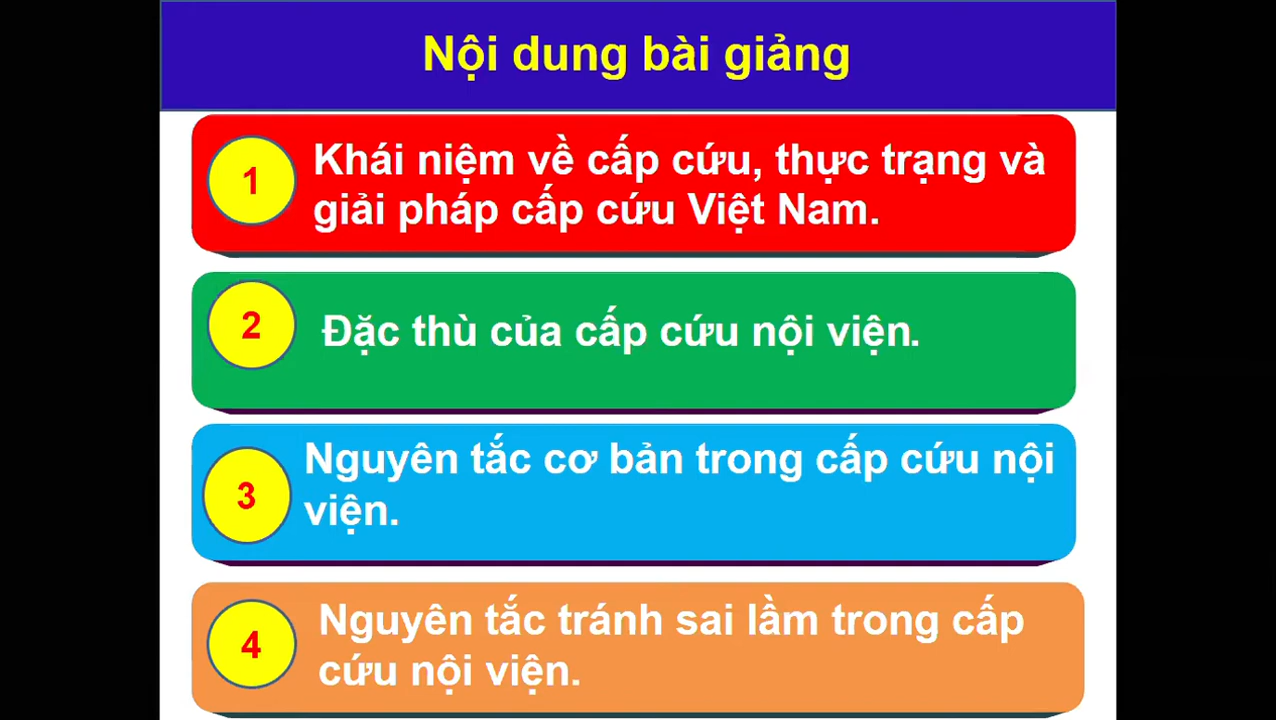 Nội dung bài giảng
1
Khái niệm về cấp cứu, thực trạng và
giải pháp cấp cứu Việt Nam.
2
Đặc thù của cấp cứu nội viện.
3
Nguyên tắc cơ bản trong cấp cứu nội
viện.
4
Nguyên tắc tránh sai lầm trong cấp
cứu nội viện.